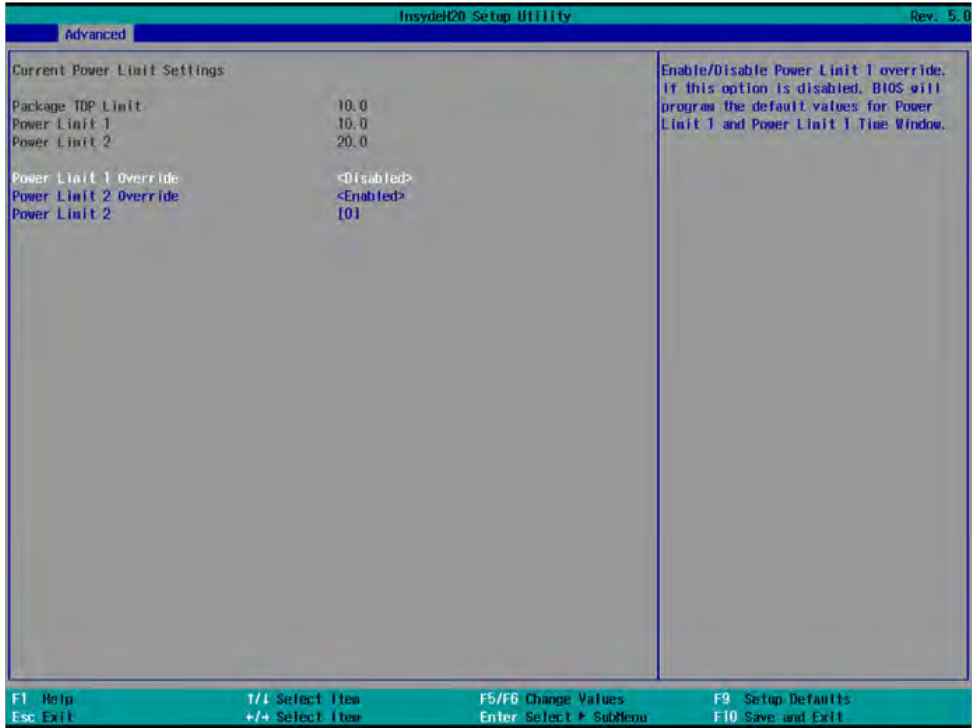 InsydeH20 Setup Utility Rev. 5.0
Advanced
Current Power Limit Settings
Package TDP Limit 10.0
Power Limit 1 10.0
Power Limit 2 20.0
Power Limit 1 Override <Disabled>
Power Limit 2 Override <Enabled>
Power Limit 2 [0]
Enable/Disable Power Limit 1 override.
If this option is disabled, BIOS will
program the default values for Power
Limit 1 and Power Limit 1 Time Window.
F1 Help ↑/↓ Select Item F5/F6 Change Values F9 Setup Defaults
Esc Exit ←/→ Select Item Enter Select ► SubMenu F10 Save and Exit